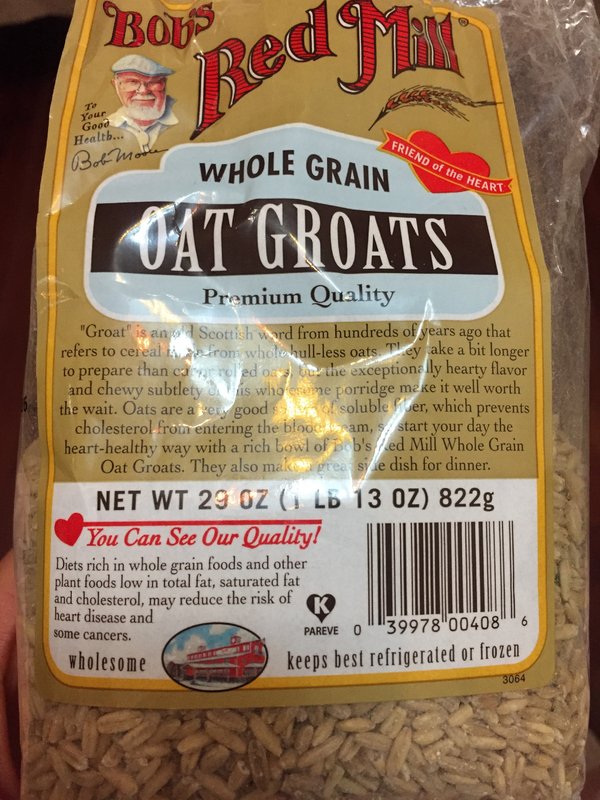 Bob's
Red Mill®
To
Your
Good
Health...
Bob Moore
FRIEND of the HEART
WHOLE GRAIN
OAT GROATS
Premium Quality
"Groat" is an old Scottish word from hundreds of years ago that
refers to cereal from whole hull-less oats. They take a bit longer
to prepare than cut or rolled oats, but the exceptionally hearty flavor
and chewy subtlety of this wholesome porridge make it well worth
the wait. Oats are a very good of soluble fiber, which prevents
cholesterol from entering the bloodstream, so start your day the
heart-healthy way with a rich bowl of Bob's Red Mill Whole Grain
Oat Groats. They also make a great side dish for dinner.
NET WT 29 OZ (1 LB 13 OZ) 822g
You Can See Our Quality!
Diets rich in whole grain foods and other
plant foods low in total fat, saturated fat
and cholesterol, may reduce the risk of
heart disease and
some cancers.
K
PAREVE
0 39978 00408 6
wholesome
keeps best refrigerated or frozen
3064